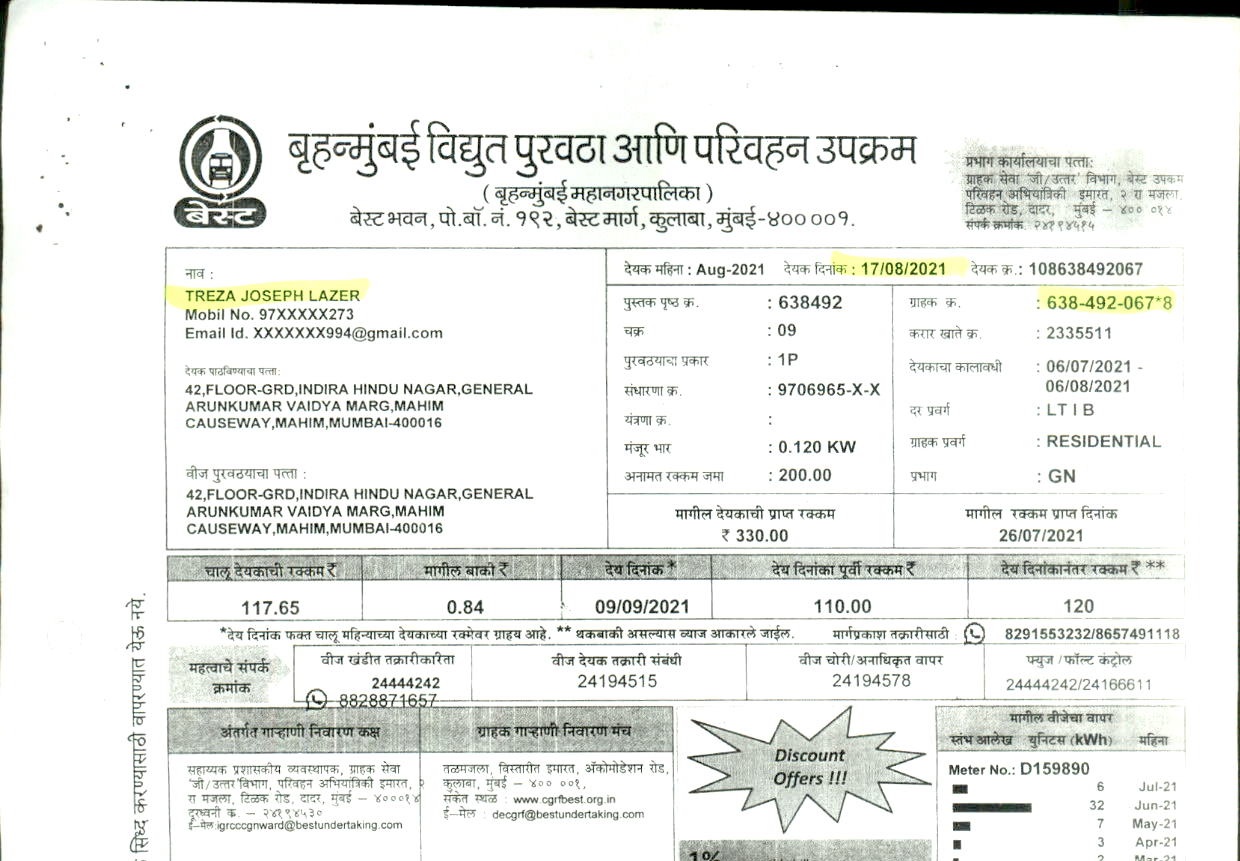 बृहन्मुंबई विद्युत पुरवठा आणि परिवहन उपक्रम
( बृहन्मुंबई महानगरपालिका )
बेस्ट भवन, पो.बॉ. नं. १९२, बेस्ट मार्ग, कुलाबा, मुंबई-४०० ००१.
बेस्ट
प्रभाग कार्यालयाचा पत्ता:
ग्राहक सेवा 'जी/उत्तर' विभाग, बेस्ट उपकम
परिवहन अभियांत्रिकी इमारत, २ रा मजला,
टिळक रोड, दादर, मुंबई – ४०० ०१४
संपर्क क्रमांक. २४१९४५१५
नाव :
TREZA JOSEPH LAZER
Mobil No. 97XXXXX273
Email Id. XXXXXXX994@gmail.com
देयक पाठविण्याचा पत्ता:
42,FLOOR-GRD,INDIRA HINDU NAGAR,GENERAL
ARUNKUMAR VAIDYA MARG,MAHIM
CAUSEWAY,MAHIM,MUMBAI-400016
वीज पुरवठयाचा पत्ता :
42,FLOOR-GRD,INDIRA HINDU NAGAR,GENERAL
ARUNKUMAR VAIDYA MARG,MAHIM
CAUSEWAY,MAHIM,MUMBAI-400016
देयक महिना : Aug-2021 देयक दिनांक : 17/08/2021 देयक क्र.: 108638492067
पुस्तक पृष्ठ क्र. : 638492
चक्र : 09
पुरवठयाचा प्रकार : 1P
संधारणा क्र. : 9706965-X-X
यंत्रणा क्र. :
मंजूर भार : 0.120 KW
अनामत रक्कम जमा : 200.00
ग्राहक क्र. : 638-492-067*8
करार खाते क्र. : 2335511
देयकाचा कालावधी : 06/07/2021 -
06/08/2021
दर प्रवर्ग : LT I B
ग्राहक प्रवर्ग : RESIDENTIAL
प्रभाग : GN
मागील देयकाची प्राप्त रक्कम मागील रक्कम प्राप्त दिनांक
₹ 330.00 26/07/2021
चालू देयकाची रक्कम ₹ मागील बाकी ₹ देय दिनांक * देय दिनांका पूर्वी रक्कम ₹ देय दिनांकानंतर रक्कम ₹ **
117.65 0.84 09/09/2021 110.00 120
*देय दिनांक फक्त चालू महिन्याच्या देयकाच्या रक्मेवर ग्राहय आहे. ** थकबाकी असल्यास व्याज आकारले जाईल. मार्गप्रकाश तक्रारीसाठी : 8291553232/8657491118
महत्वाचे संपर्क
क्रमांक
वीज खंडीत तक्रारीकरिता
24444242
8828871657
वीज देयक तक्रारी संबंधी
24194515
वीज चोरी/अनाधिकृत वापर
24194578
फ्युज /फॉल्ट कंट्रोल
24444242/24166611
अंतर्गत गाऱ्हाणी निवारण कक्ष
सहाय्यक प्रशासकीय व्यवस्थापक, ग्राहक सेवा
'जी/उत्तर'विभाग, परिवहन अभियांत्रिकी इमारत, २
रा मजला, टिळक रोड, दादर, मुंबई – ४०००१४
दुरध्वनी क. – २४१९४५३०
ई–मेल:igrcccgnward@bestundertaking.com
ग्राहक गाऱ्हाणी निवारण मंच
तळमजला, विस्तारीत इमारत, ॲकोमोडेशन रोड,
कुलाबा, मुंबई – ४०० ००१,
संकेत स्थळ : www.cgrfbest.org.in
ई–मेल : decgrf@bestundertaking.com
Discount
Offers !!!
1%
मागील वीजेचा वापर
स्तंभ आलेख युनिटस (kWh) महिना
Meter No.: D159890
6 Jul-21
32 Jun-21
7 May-21
3 Apr-21
2 Mar-21
सिध्द करण्यासाठी वापरण्यात येऊ नये.